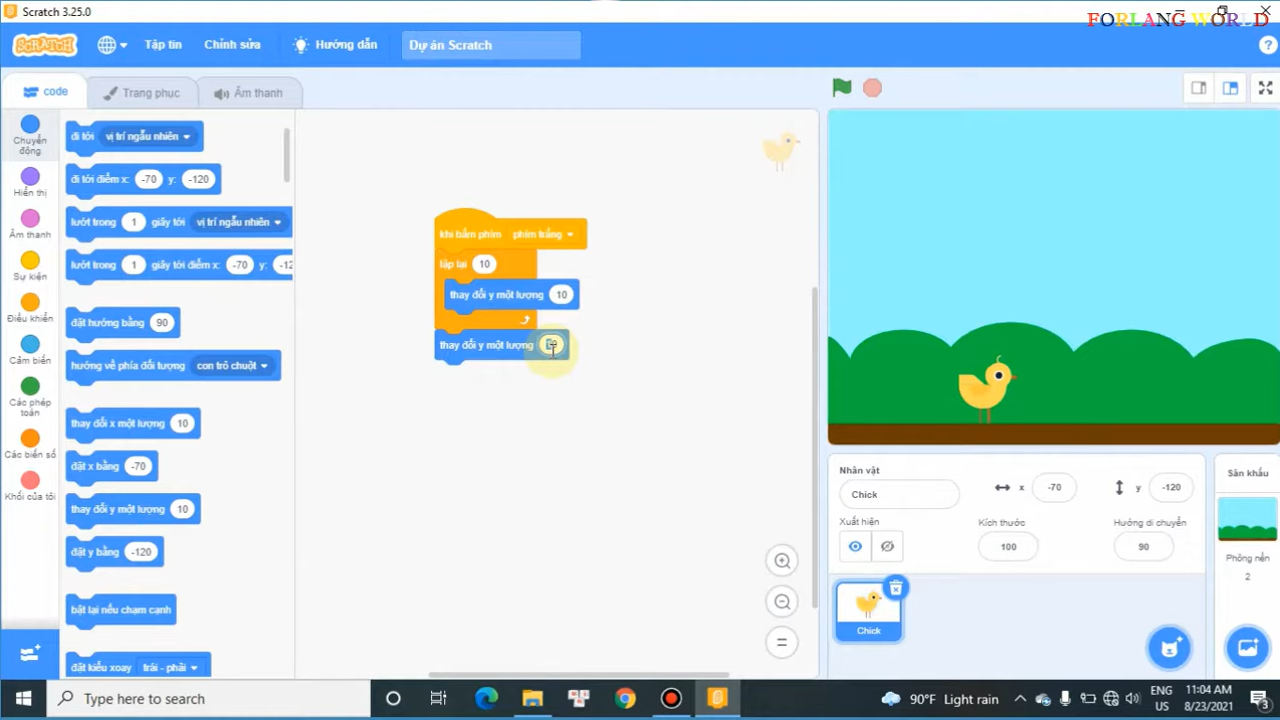 Scratch 3.25.0
FORLANG WORLD
SCRATCH
Tập tin
Chỉnh sửa
Hướng dẫn
Dự án Scratch
?
code
Trang phục
Âm thanh
Chuyển động
Hiển thị
Âm thanh
Sự kiện
Điều khiển
Cảm biến
Các phép toán
Các biến số
Khối của tôi
đi tới vị trí ngẫu nhiên
đi tới điểm x: -70 y: -120
lướt trong 1 giây tới vị trí ngẫu nhiên
lướt trong 1 giây tới điểm x: -70 y: -12
đặt hướng bằng 90
hướng về phía đối tượng con trỏ chuột
thay đổi x một lượng 10
đặt x bằng -70
thay đổi y một lượng 10
đặt y bằng -120
bật lại nếu chạm cạnh
đặt kiểu xoay trái - phải
khi bấm phím phím trắng
lặp lại 10
thay đổi y một lượng 10
thay đổi y một lượng
Nhân vật
Chick
x -70
y -120
Xuất hiện
Kích thước
100
Hướng di chuyển
90
Chick
Sân khấu
Phông nền
2
Type here to search
90°F Light rain
ENG
US
11:04 AM
8/23/2021
3